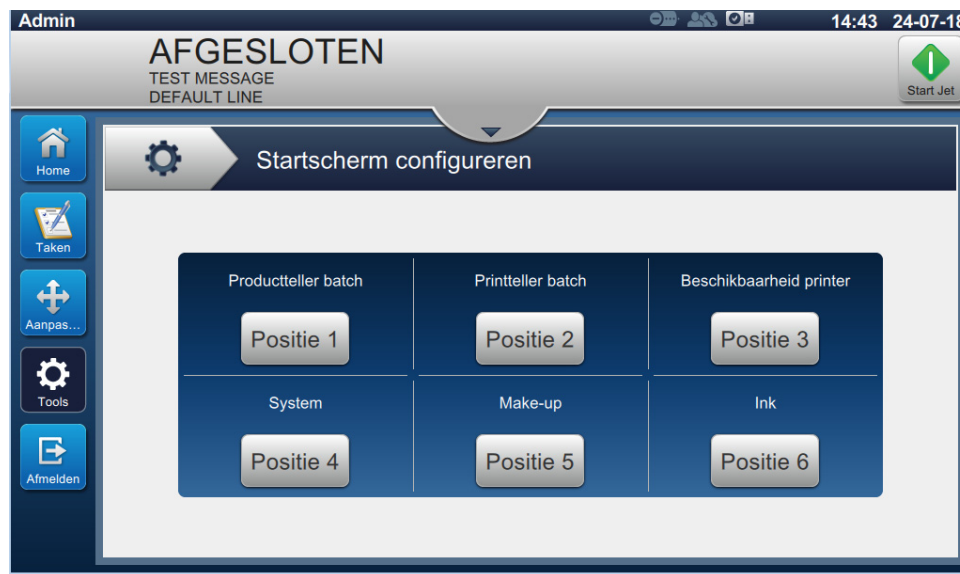 Admin
14:43 24-07-18
AFGESLOTEN
TEST MESSAGE
DEFAULT LINE
Start Jet
Home
Startscherm configureren
Taken
Productteller batch
Printteller batch
Beschikbaarheid printer
Aanpas...
Positie 1
Positie 2
Positie 3
Tools
System
Make-up
Ink
Afmelden
Positie 4
Positie 5
Positie 6